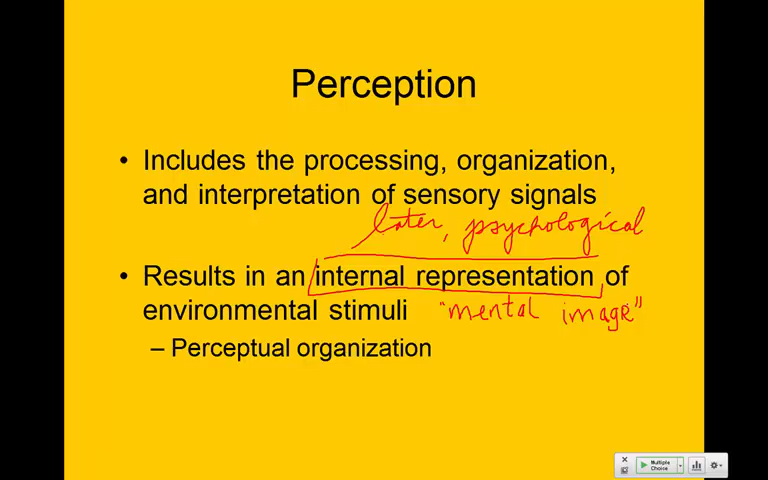 Perception
• Includes the processing, organization,
and interpretation of sensory signals
later, psychological
• Results in an internal representation of
environmental stimuli "mental image"
– Perceptual organization
Multiple
Choice